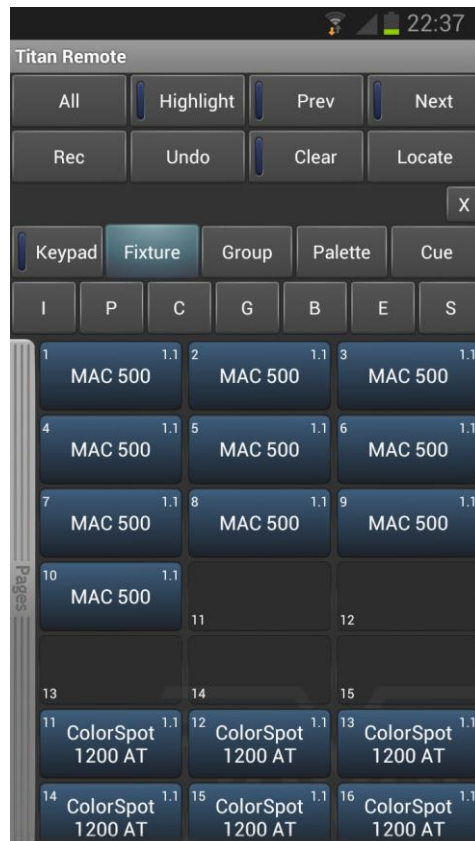 22:37
Titan Remote
All Highlight Prev Next
Rec Undo Clear Locate
X
Keypad Fixture Group Palette Cue
I P C G B E S
Pages
1 1.1 2 1.1 3 1.1
MAC 500 MAC 500 MAC 500
4 1.1 5 1.1 6 1.1
MAC 500 MAC 500 MAC 500
7 1.1 8 1.1 9 1.1
MAC 500 MAC 500 MAC 500
10 1.1
MAC 500
11 12
13 14 15
11 1.1 12 1.1 13 1.1
ColorSpot ColorSpot ColorSpot
1200 AT 1200 AT 1200 AT
14 1.1 15 1.1 16 1.1
ColorSpot ColorSpot ColorSpot
1200 AT 1200 AT 1200 AT